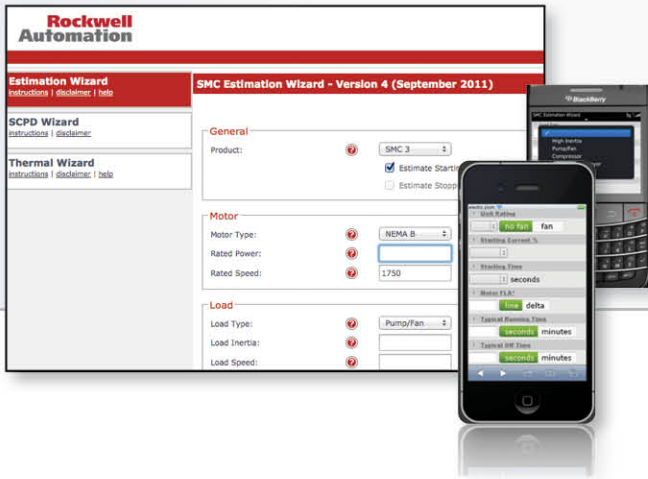 Rockwell
Automation
Estimation Wizard
instructions | disclaimer | help
SCPD Wizard
instructions | disclaimer
Thermal Wizard
instructions | disclaimer | help
SMC Estimation Wizard - Version 4 (September 2011)
General
Product:
SMC 3
Estimate Startin
Estimate Stopp
Motor
Motor Type:
NEMA B
Rated Power:
Rated Speed:
1750
Load
Load Type:
Pump/Fan
Load Inertia:
Load Speed:
BlackBerry
SMC Estimation Wizard
High Inertia
Pump/Fan
Compressor
Unit Rating
no fan fan
Starting Current %
Starting Time
seconds
Motor FLA?
line delta
Typical Running Time
seconds minutes
Typical Off Time
seconds minutes